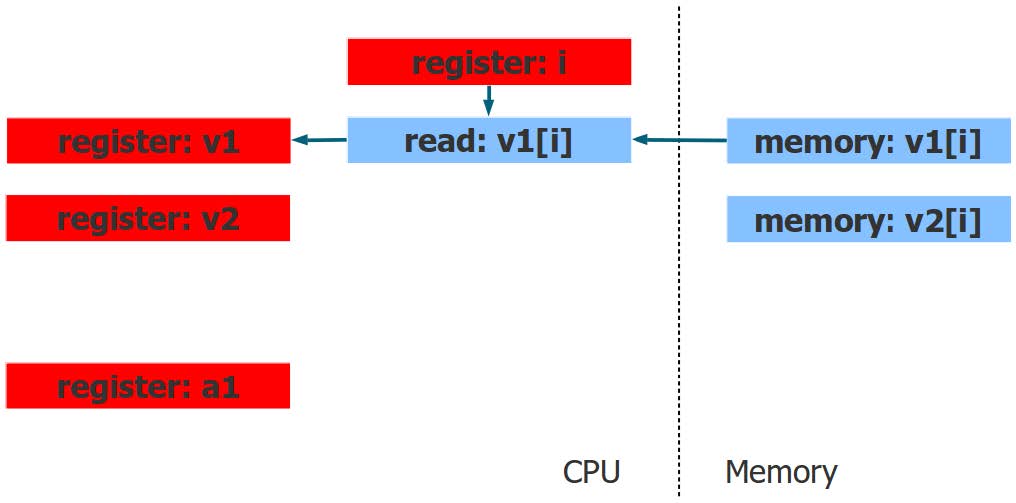 register: i
register: v1
read: v1[i]
memory: v1[i]
register: v2
memory: v2[i]
register: a1
CPU
Memory